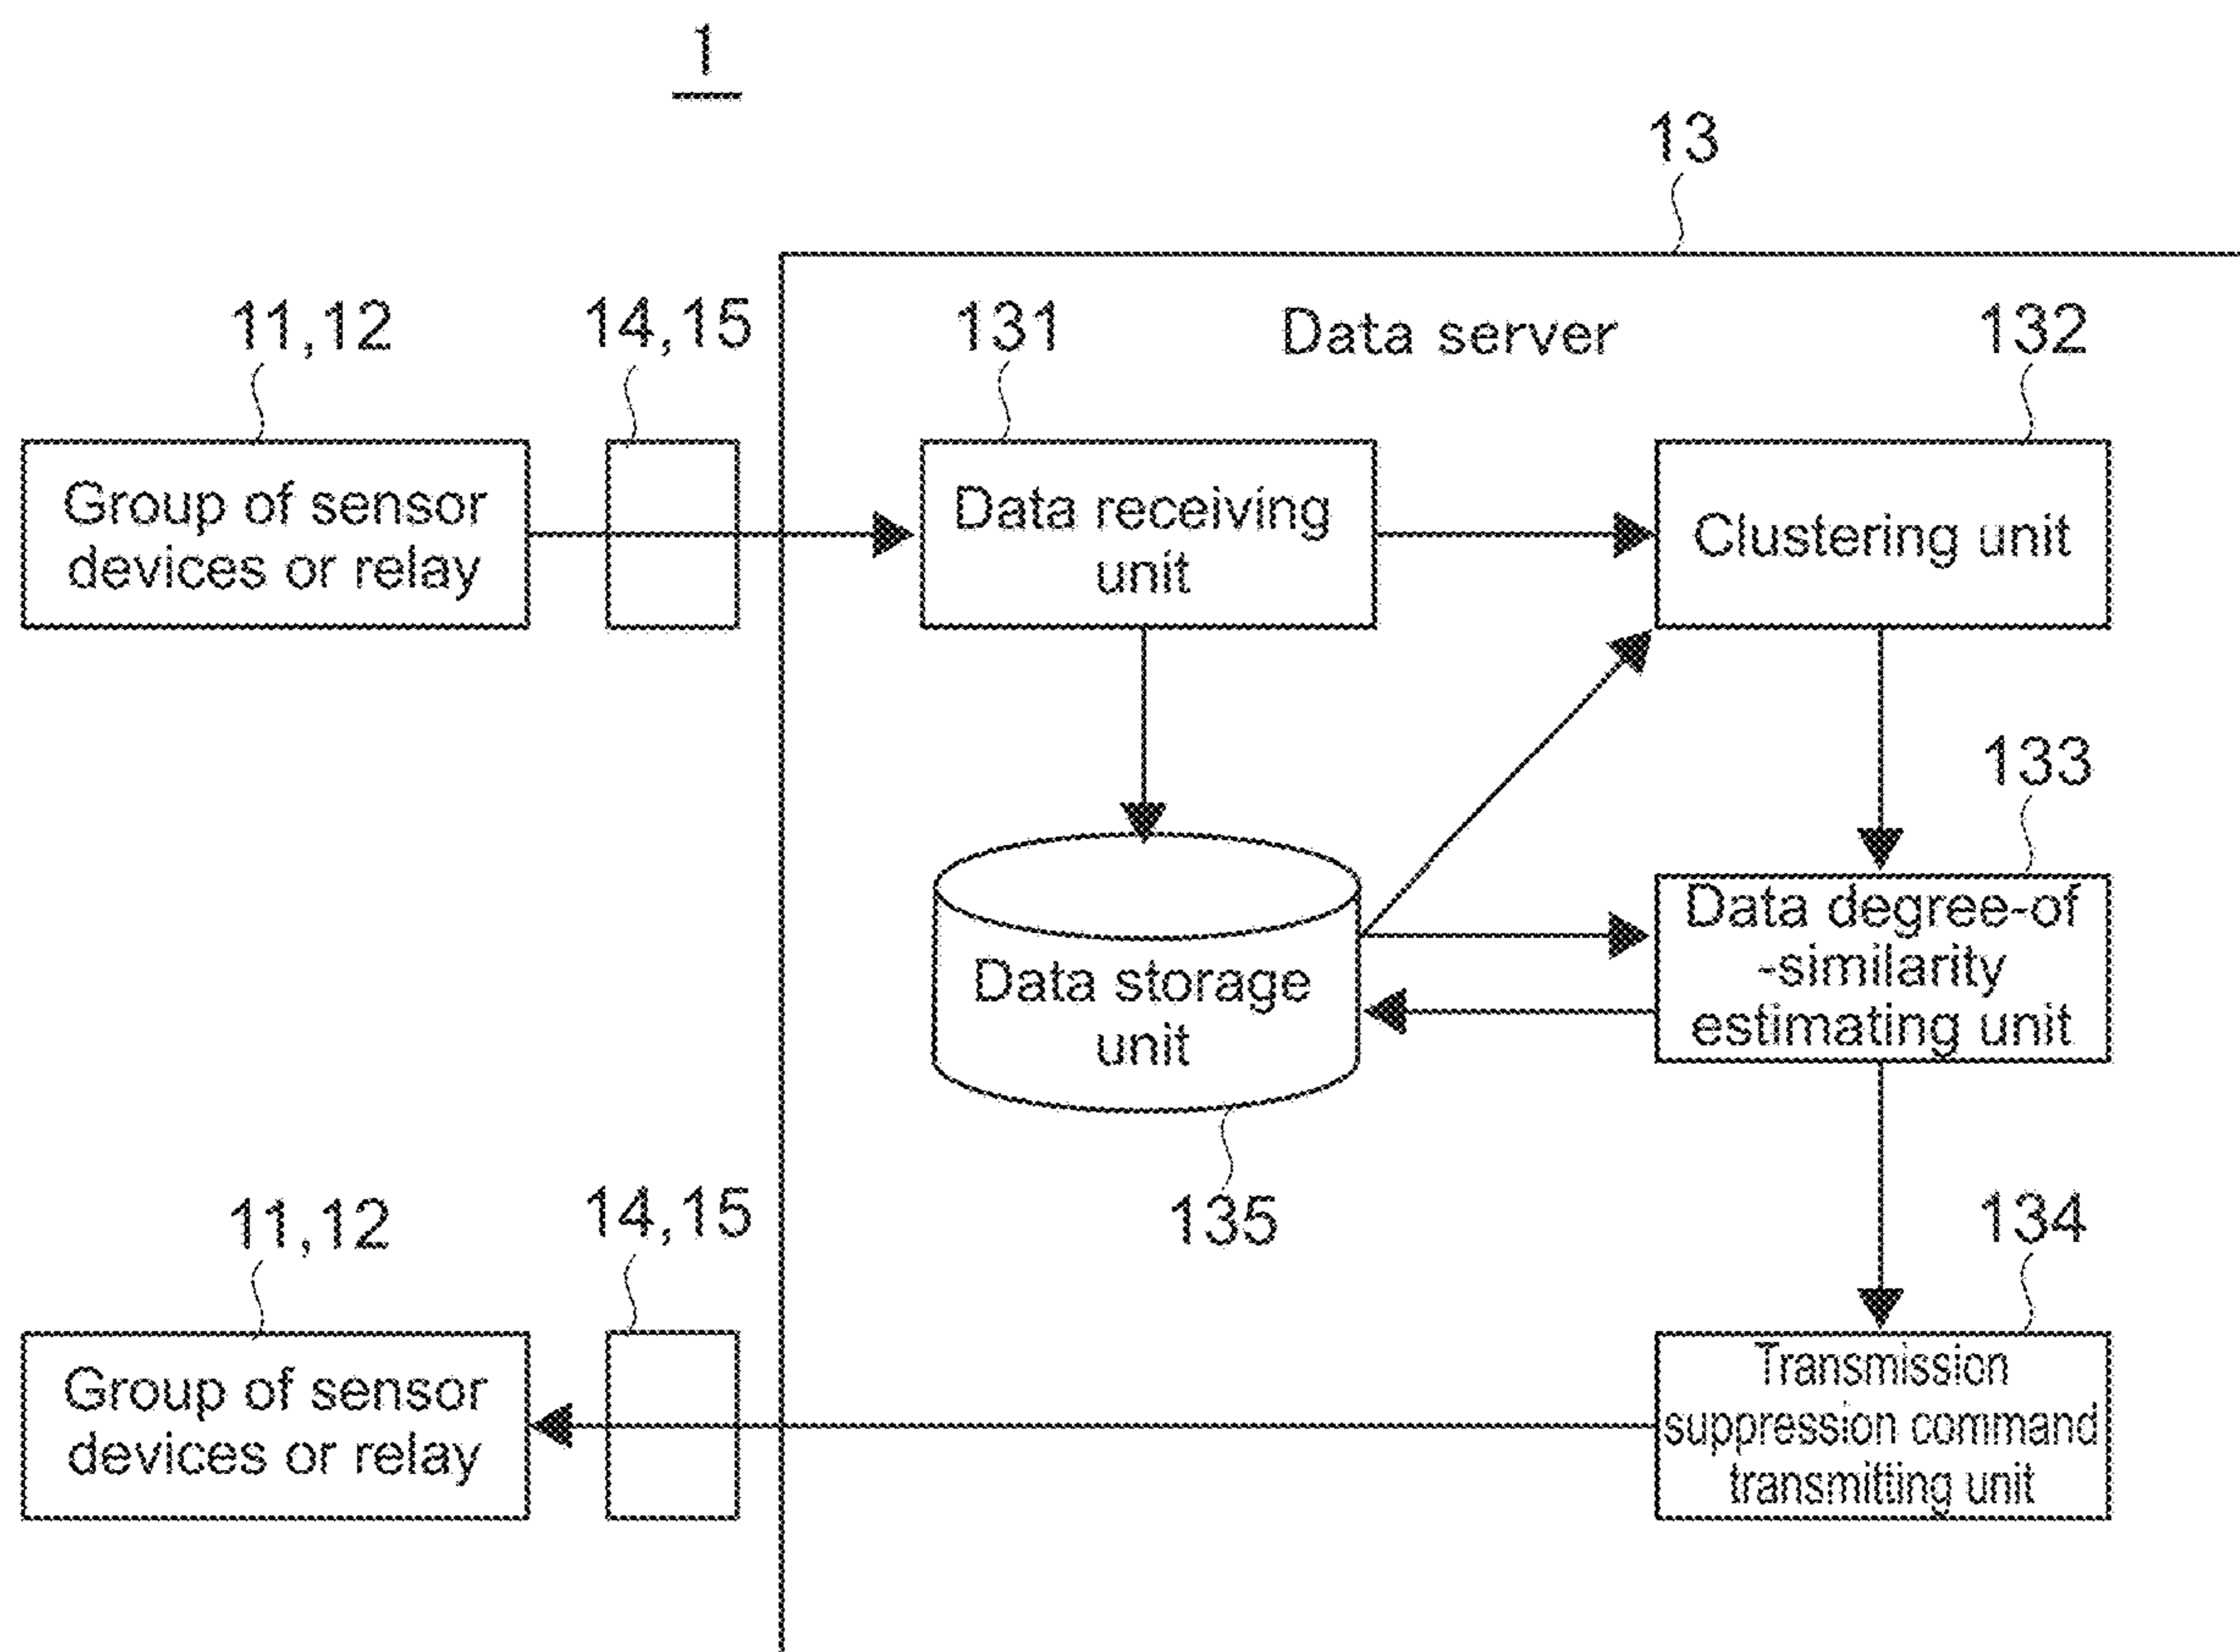 1
13
11,12
14,15
131
Data server
132
Group of sensor
devices or relay
Data receiving
unit
Clustering unit
133
Data storage
unit
Data degree-of
-similarity
estimating unit
135
11,12
14,15
134
Group of sensor
devices or relay
Transmission
suppression command
transmitting unit